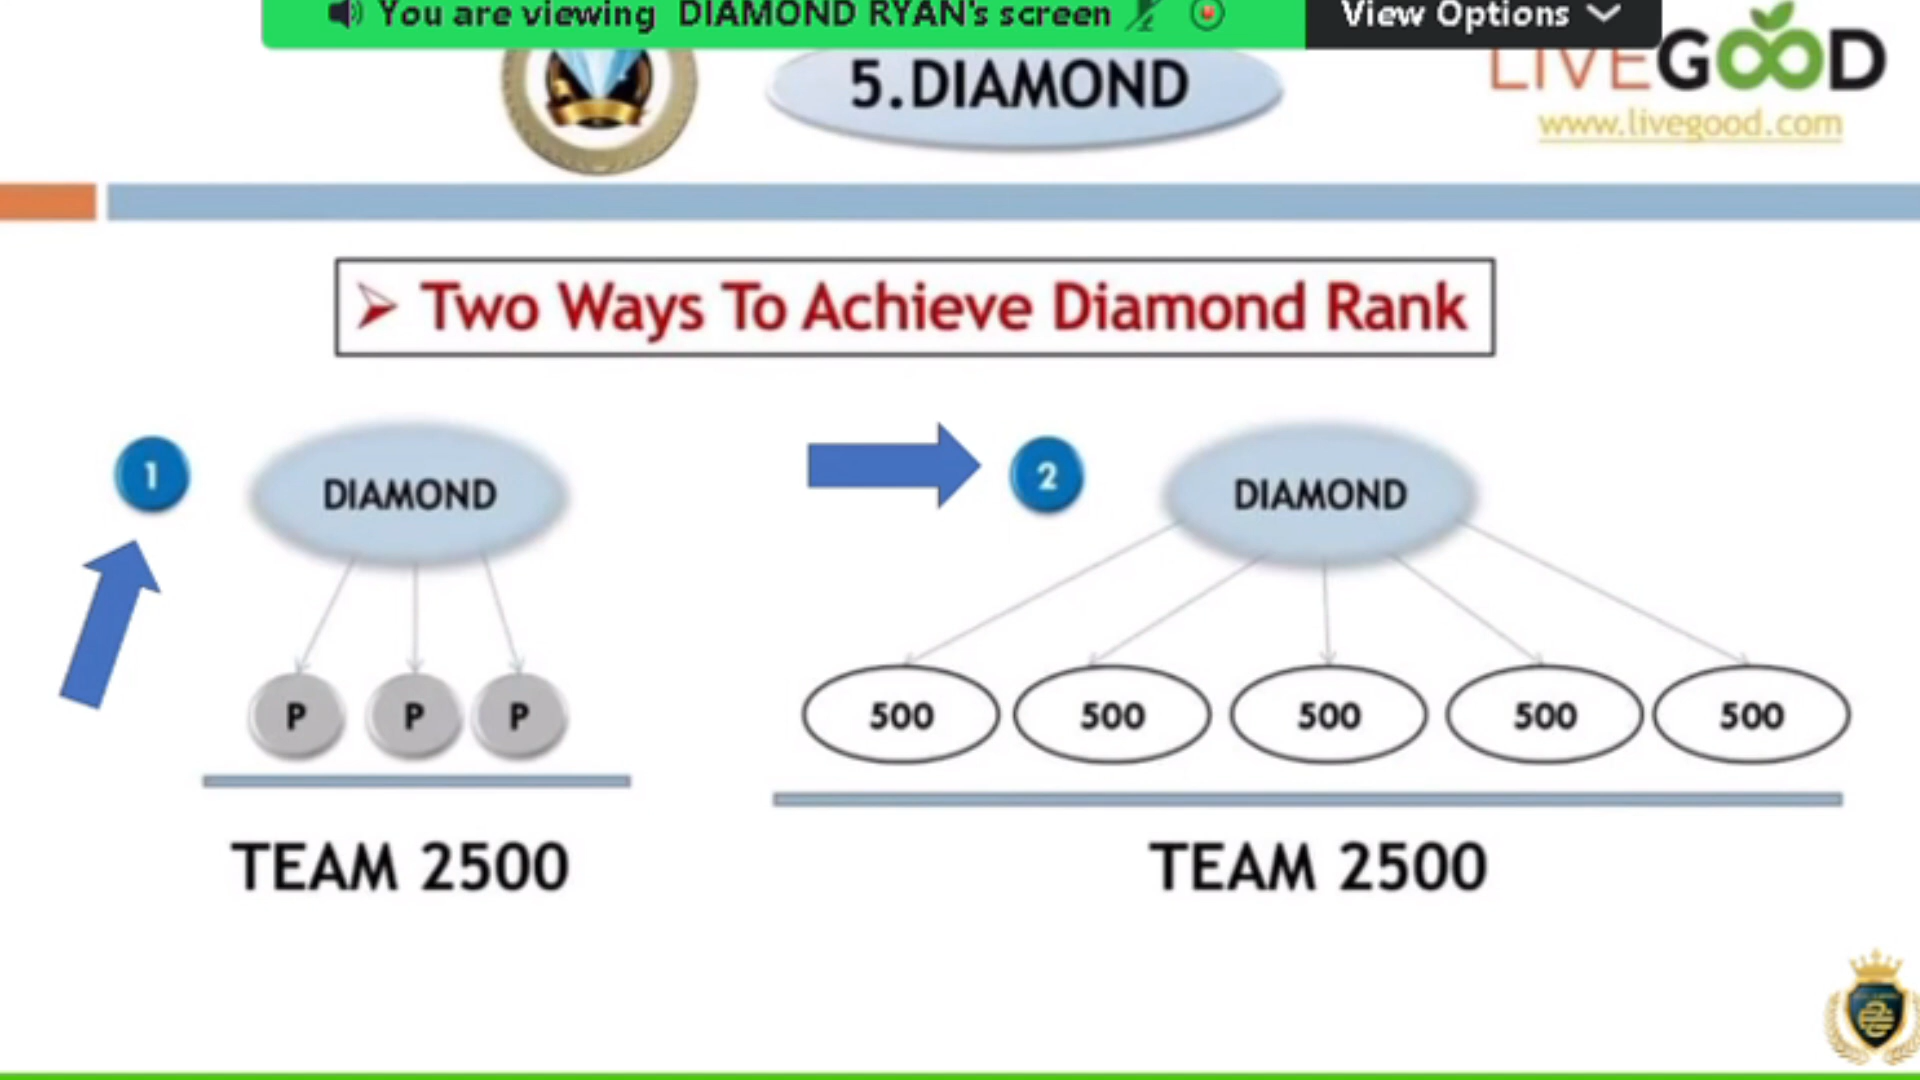 You are viewing DIAMOND RYAN's screen
View Options
5.DIAMOND
LIVEGOOD
www.livegood.com
Two Ways To Achieve Diamond Rank
1
DIAMOND
2
DIAMOND
P P P
500 500 500 500 500
TEAM 2500
TEAM 2500